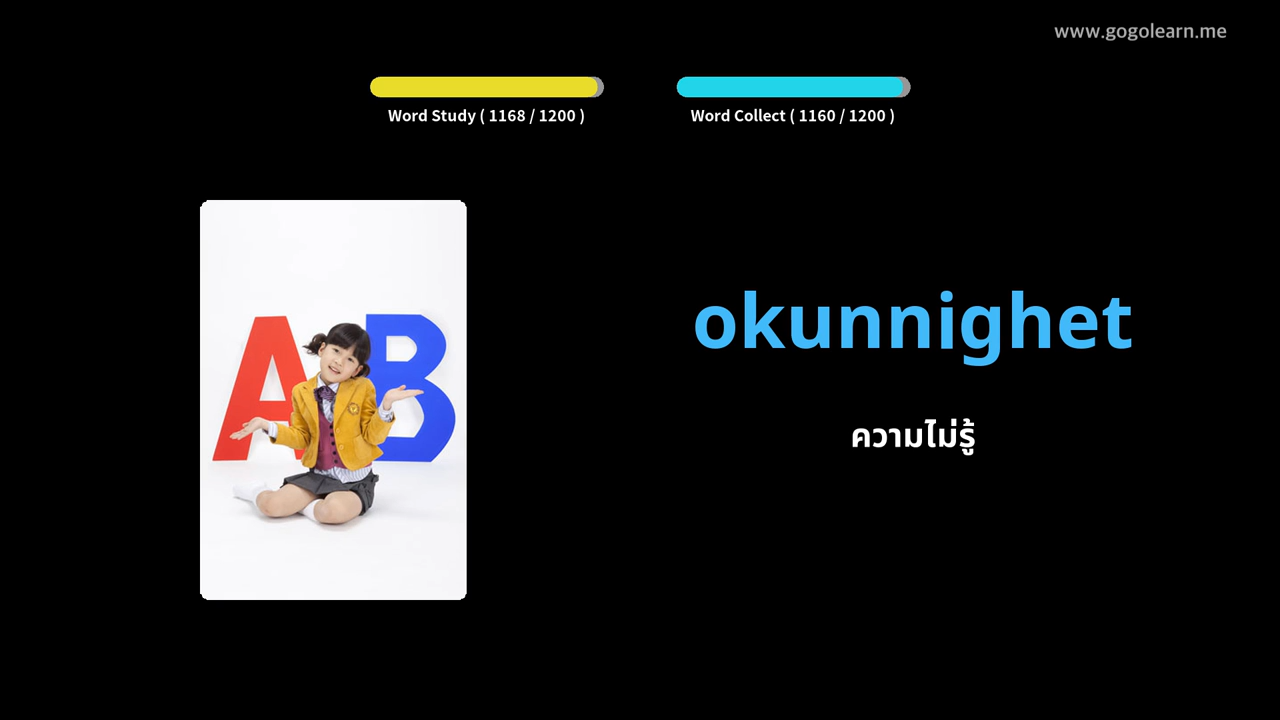 www.gogolearn.me
Word Study ( 1168 / 1200 )
Word Collect ( 1160 / 1200 )
A B
okunnighet
ความไม่รู้